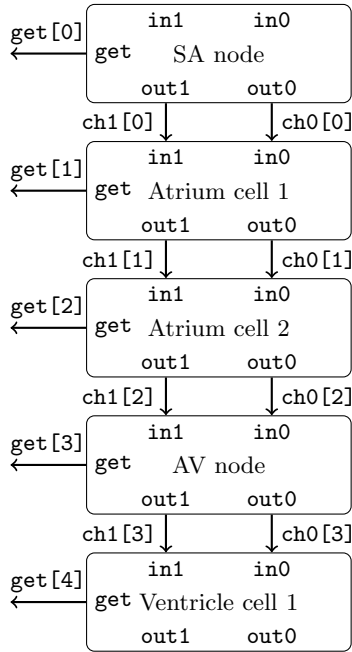 in1 in0
get[0]
get SA node
out1 out0
ch1[0] ch0[0]
in1 in0
get[1]
get Atrium cell 1
out1 out0
ch1[1] ch0[1]
in1 in0
get[2]
get Atrium cell 2
out1 out0
ch1[2] ch0[2]
in1 in0
get[3]
get AV node
out1 out0
ch1[3] ch0[3]
in1 in0
get[4]
get Ventricle cell 1
out1 out0